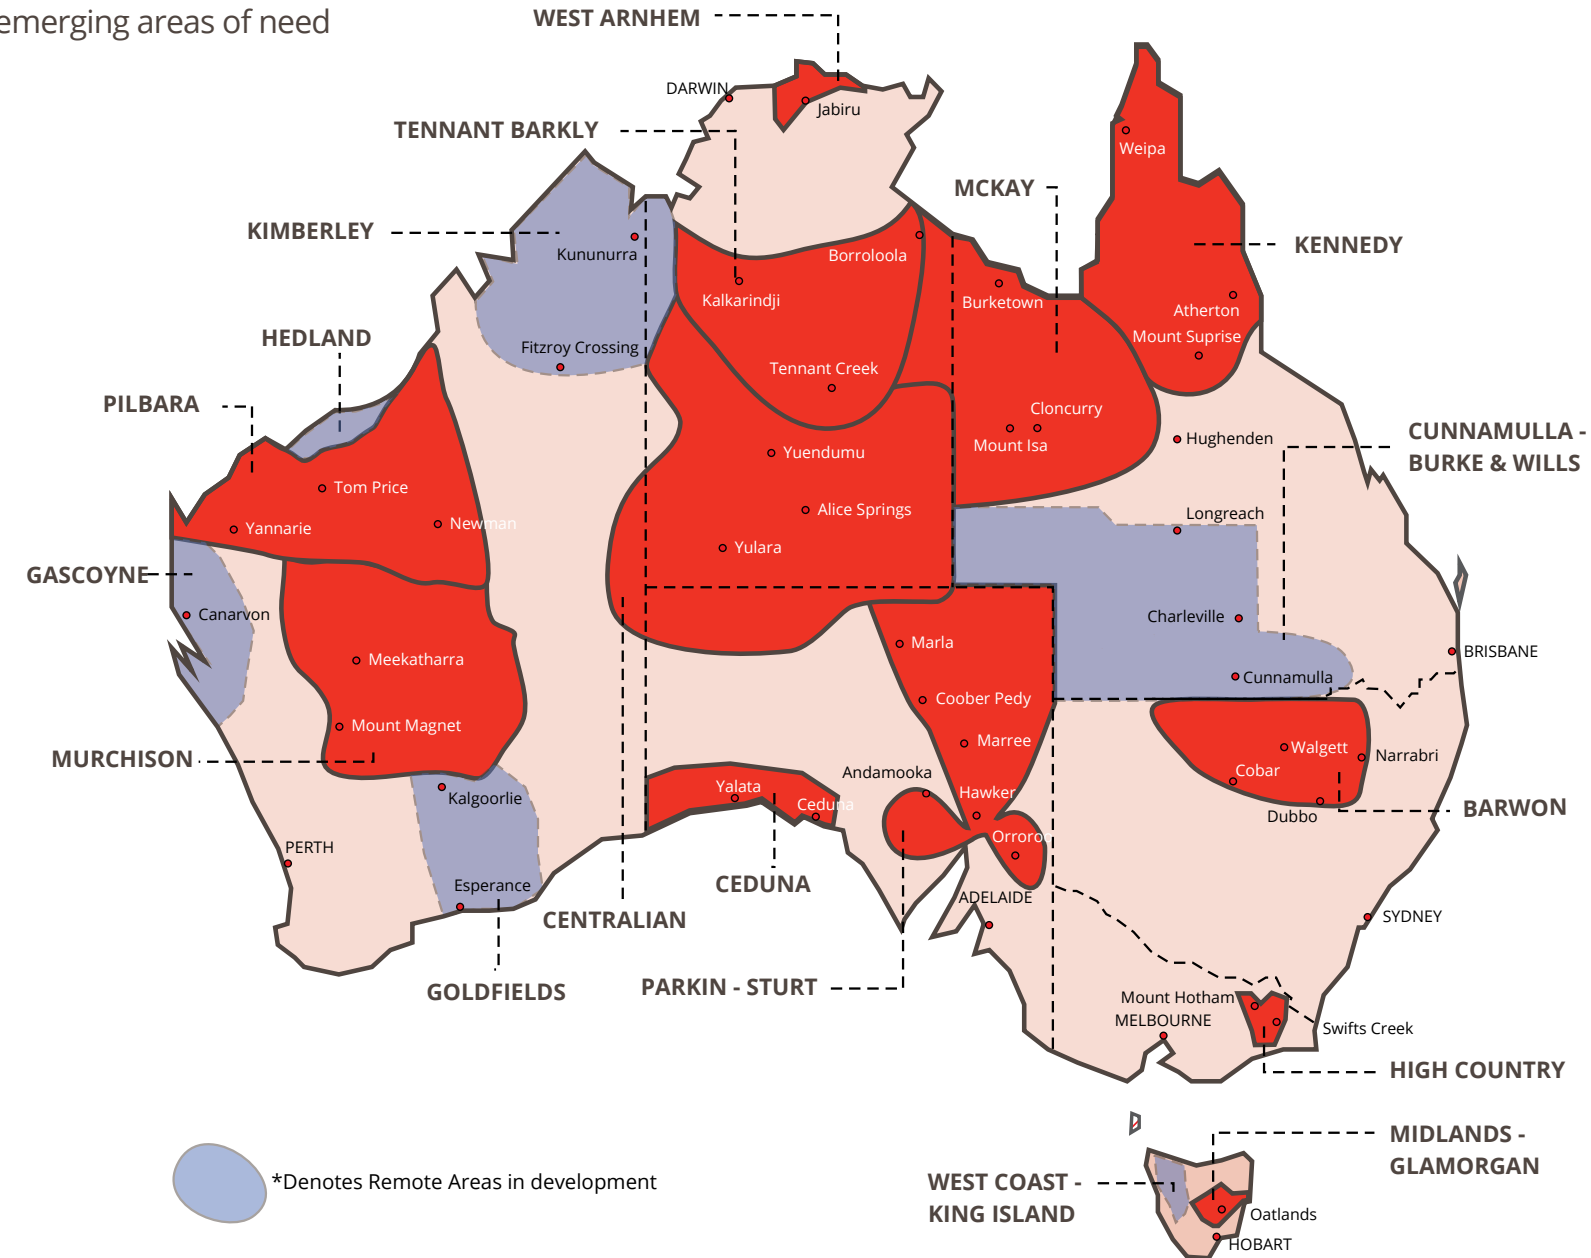 emerging areas of need
WEST ARNHEM
DARWIN
Jabiru
TENNANT BARKLY
Weipa
MCKAY
KIMBERLEY
KENNEDY
Kununurra
Borroloola
Kalkarindji
Burketown
Atherton
Mount Suprise
HEDLAND
Fitzroy Crossing
Tennant Creek
PILBARA
Cloncurry
Mount Isa
Hughenden
CUNNAMULLA -
BURKE & WILLS
Yuendumu
Tom Price
Alice Springs
Longreach
Yannarie
Newman
Yulara
GASCOYNE
Canarvon
Charleville
Marla
BRISBANE
Meekatharra
Cunnamulla
Coober Pedy
Mount Magnet
Marree
Walgett
Narrabri
MURCHISON
Andamooka
Cobar
Yalata
Kalgoorlie
Hawker
Ceduna
BARWON
Dubbo
Orroroo
PERTH
Esperance
CEDUNA
ADELAIDE
CENTRALIAN
SYDNEY
GOLDFIELDS
PARKIN - STURT
Mount Hotham
MELBOURNE
Swifts Creek
HIGH COUNTRY
MIDLANDS -
GLAMORGAN
*Denotes Remote Areas in development
WEST COAST -
KING ISLAND
Oatlands
HOBART